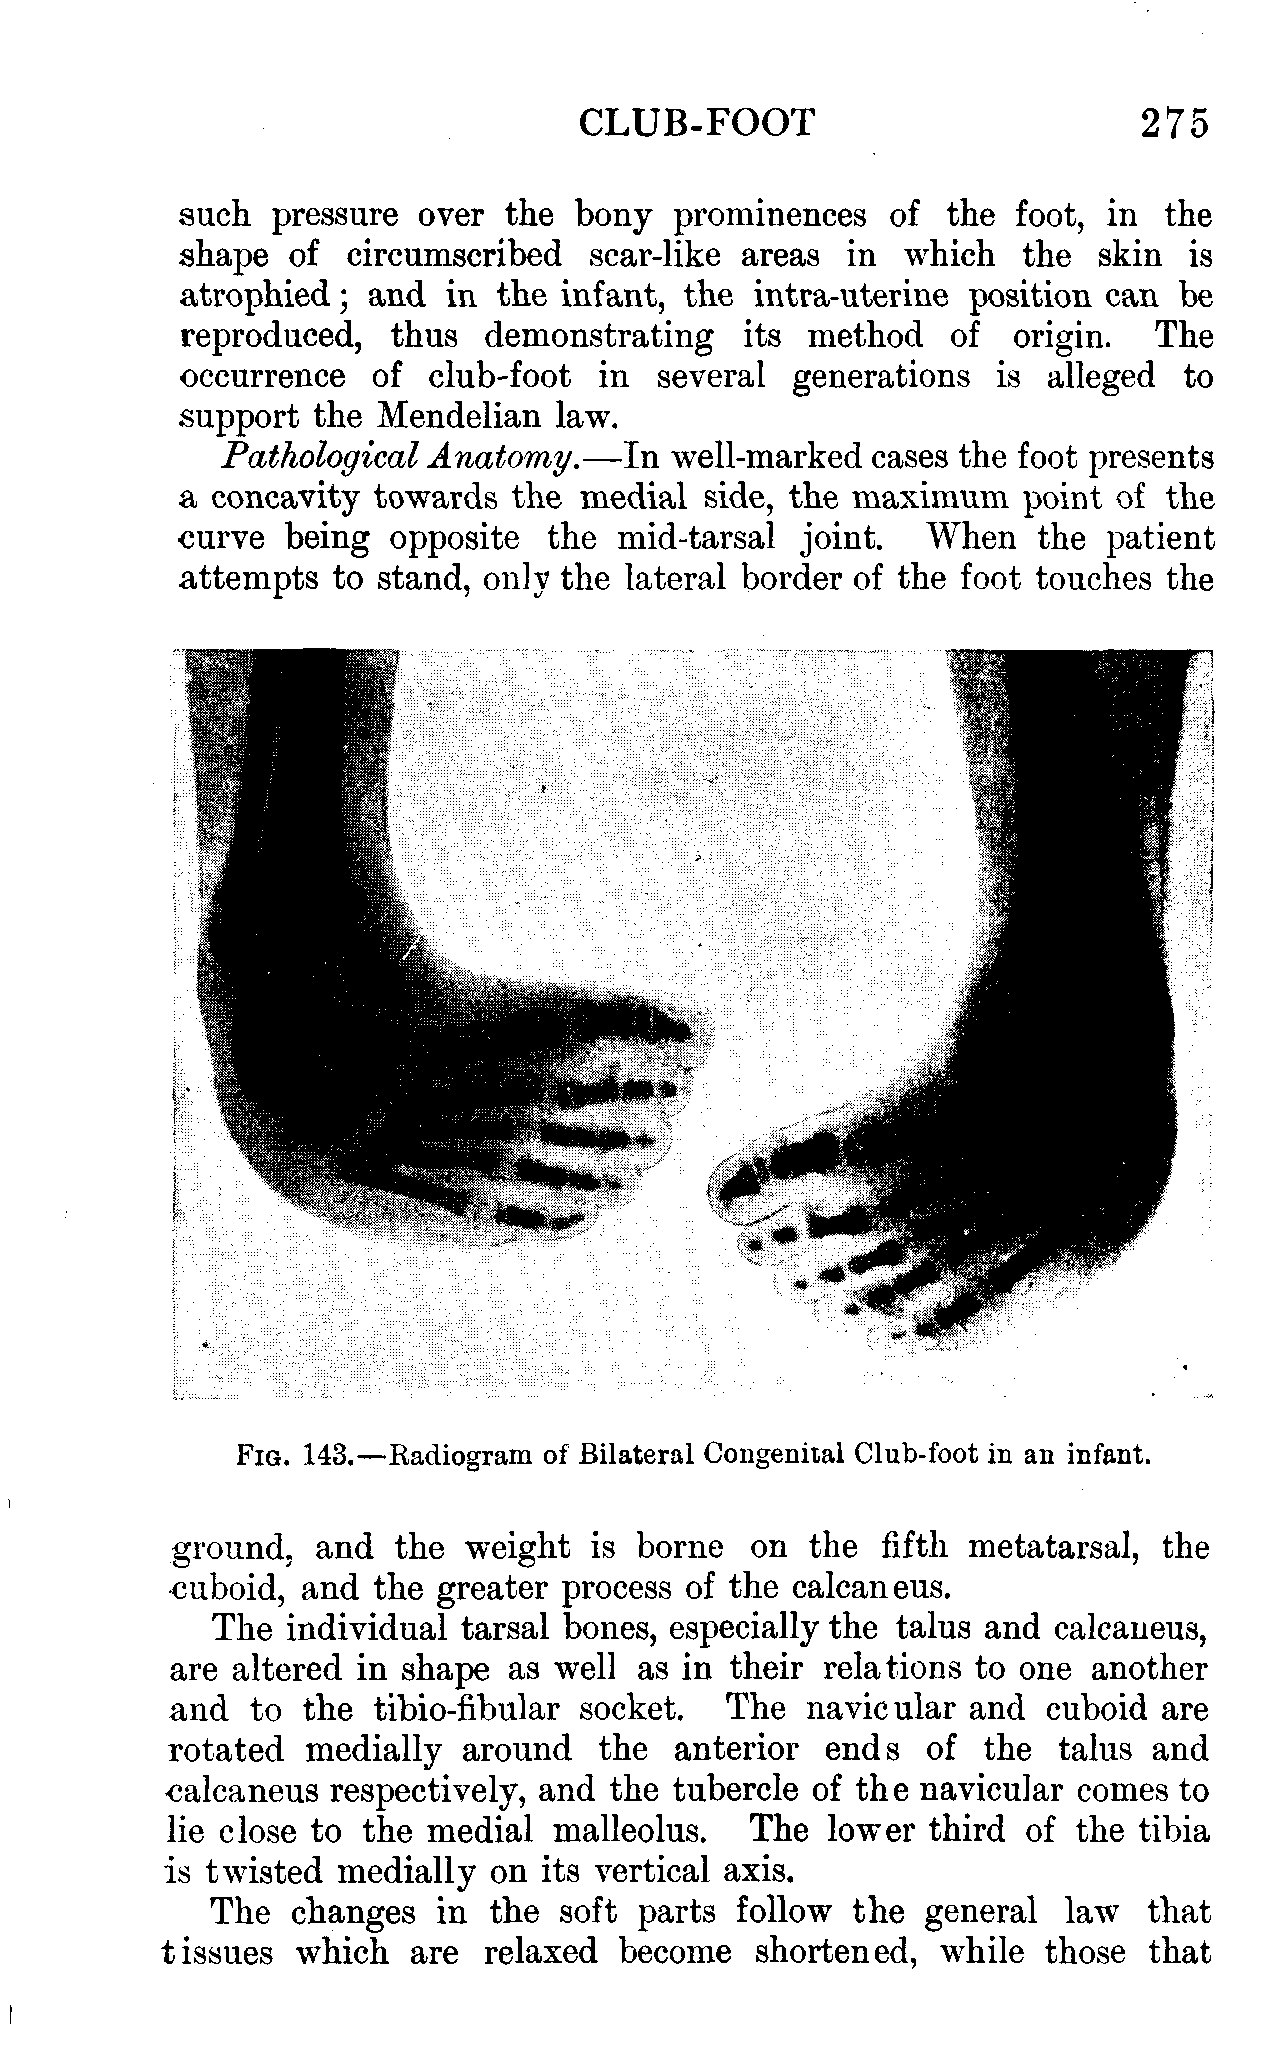 CLUB-FOOT 275
such pressure over the bony prominences of the foot, in the
shape of circumscribed scar-like areas in which the skin is
atrophied ; and in the infant, the intra-uterine position can be
reproduced, thus demonstrating its method of origin. The
occurrence of club-foot in several generations is alleged to
support the Mendelian law.
Pathological Anatomy.—In well-marked cases the foot presents
a concavity towards the medial side, the maximum point of the
curve being opposite the mid-tarsal joint. When the patient
attempts to stand, only the lateral border of the foot touches the
FIG. 143.—Radiogram of Bilateral Congenital Club-foot in an infant.
ground, and the weight is borne on the fifth metatarsal, the
cuboid, and the greater process of the calcaneus.
The individual tarsal bones, especially the talus and calcaneus,
are altered in shape as well as in their relations to one another
and to the tibio-fibular socket. The navicular and cuboid are
rotated medially around the anterior ends of the talus and
calcaneus respectively, and the tubercle of the navicular comes to
lie close to the medial malleolus. The lower third of the tibia
is twisted medially on its vertical axis.
The changes in the soft parts follow the general law that
tissues which are relaxed become shortened, while those that